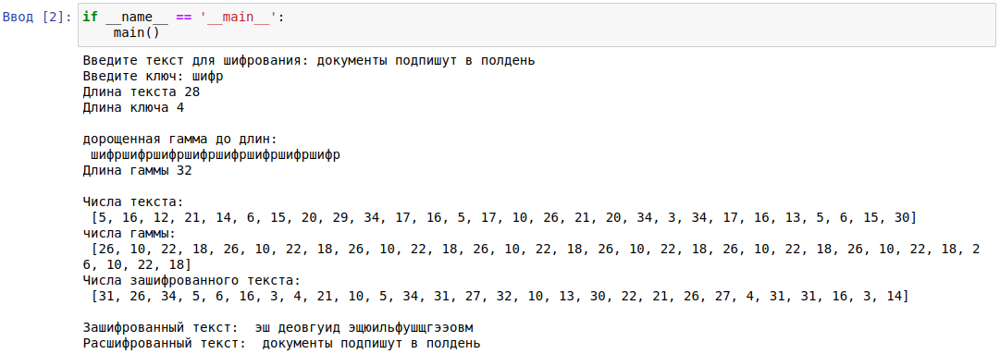 Ввод [2]: if __name__ == '__main__':
main()
Введите текст для шифрования: документы подпишут в полдень
Введите ключ: шифр
Длина текста 28
Длина ключа 4
дорощенная гамма до длин:
шифршифршифршифршифршифршифршифр
Длина гаммы 32
Числа текста:
[5, 16, 12, 21, 14, 6, 15, 20, 29, 34, 17, 16, 5, 17, 10, 26, 21, 20, 34, 3, 34, 17, 16, 13, 5, 6, 15, 30]
числа гаммы:
[26, 10, 22, 18, 26, 10, 22, 18, 26, 10, 22, 18, 26, 10, 22, 18, 26, 10, 22, 18, 26, 10, 22, 18, 26, 10, 22, 18, 2
6, 10, 22, 18]
Числа зашифрованного текста:
[31, 26, 34, 5, 6, 16, 3, 4, 21, 10, 5, 34, 31, 27, 32, 10, 13, 30, 22, 21, 26, 27, 4, 31, 31, 16, 3, 14]
Зашифрованный текст: эш деовгуид эщюильфушщгээовм
Расшифрованный текст: документы подпишут в полдень